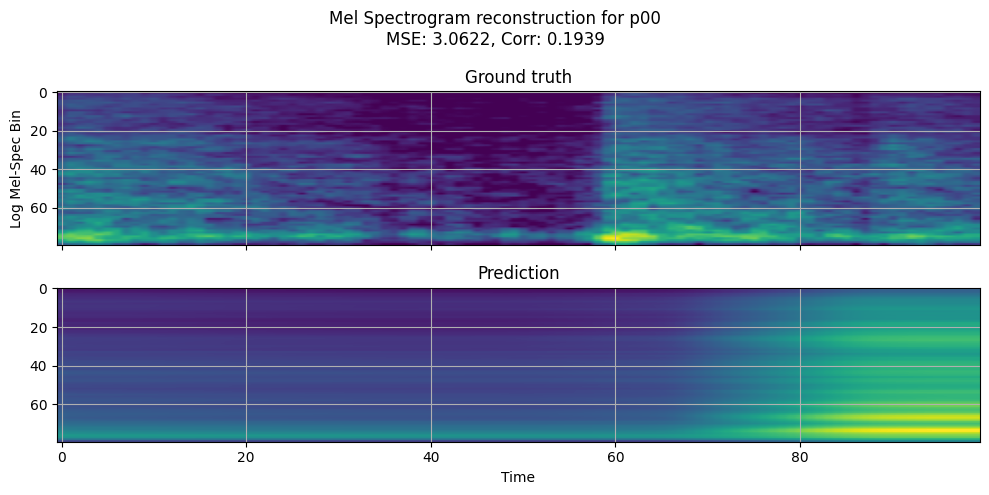 Mel Spectrogram reconstruction for p00
MSE: 3.0622, Corr: 0.1939
Ground truth
0
20
40
60
Log Mel-Spec Bin
Prediction
0
20
40
60
0 20 40 60 80
Time